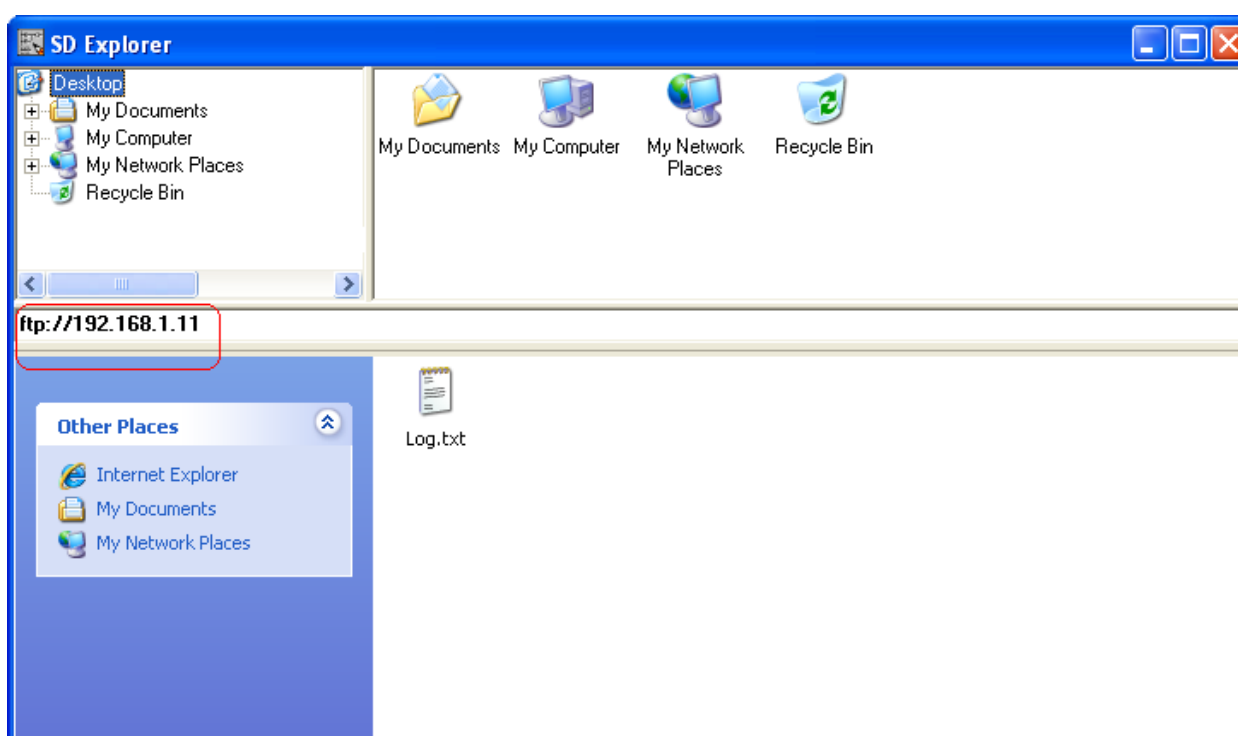 SD Explorer
Desktop
My Documents
My Computer
My Network Places
Recycle Bin
My Documents
My Computer
My Network
Places
Recycle Bin
ftp://192.168.1.11
Other Places
Internet Explorer
My Documents
My Network Places
Log.txt